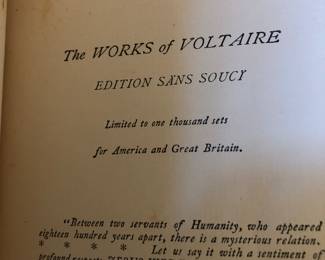 The WORKS of VOLTAIRE
EDITION SANS SOUCY
Limited to one thousand sets
for America and Great Britain.
"Between two servants of Humanity, who appeared
eighteen hundred years apart, there is a mysterious relation.
* * * * Let us say it with a sentiment of
profound